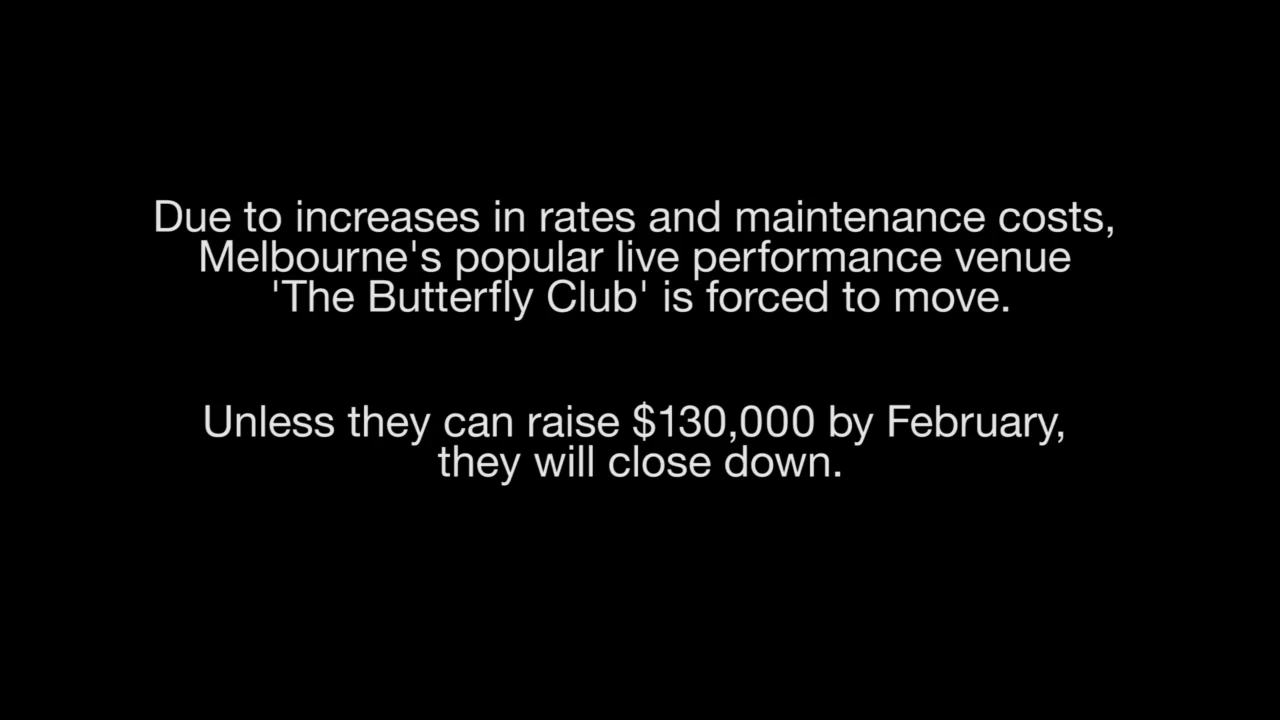 Due to increases in rates and maintenance costs,
Melbourne's popular live performance venue
'The Butterfly Club' is forced to move.
Unless they can raise $130,000 by February,
they will close down.